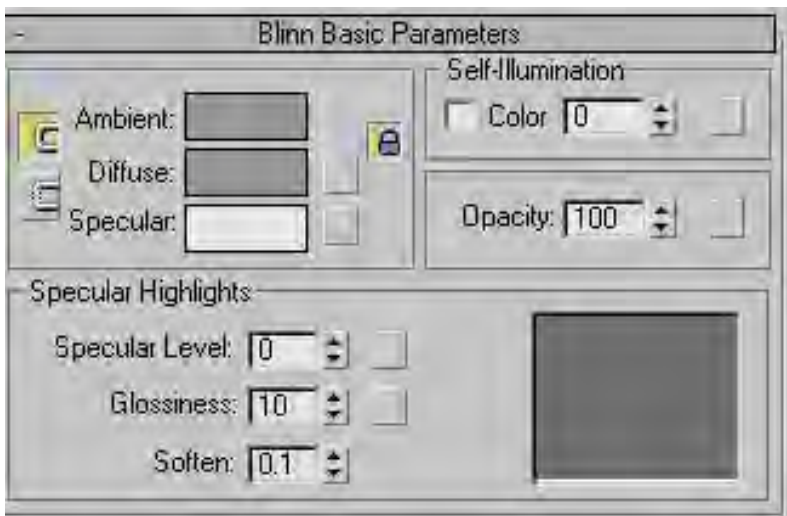 - Blinn Basic Parameters
Self-Illumination
Ambient:
Color 0
Diffuse:
Specular:
Opacity: 100
Specular Highlights
Specular Level: 0
Glossiness: 10
Soften: 0.1